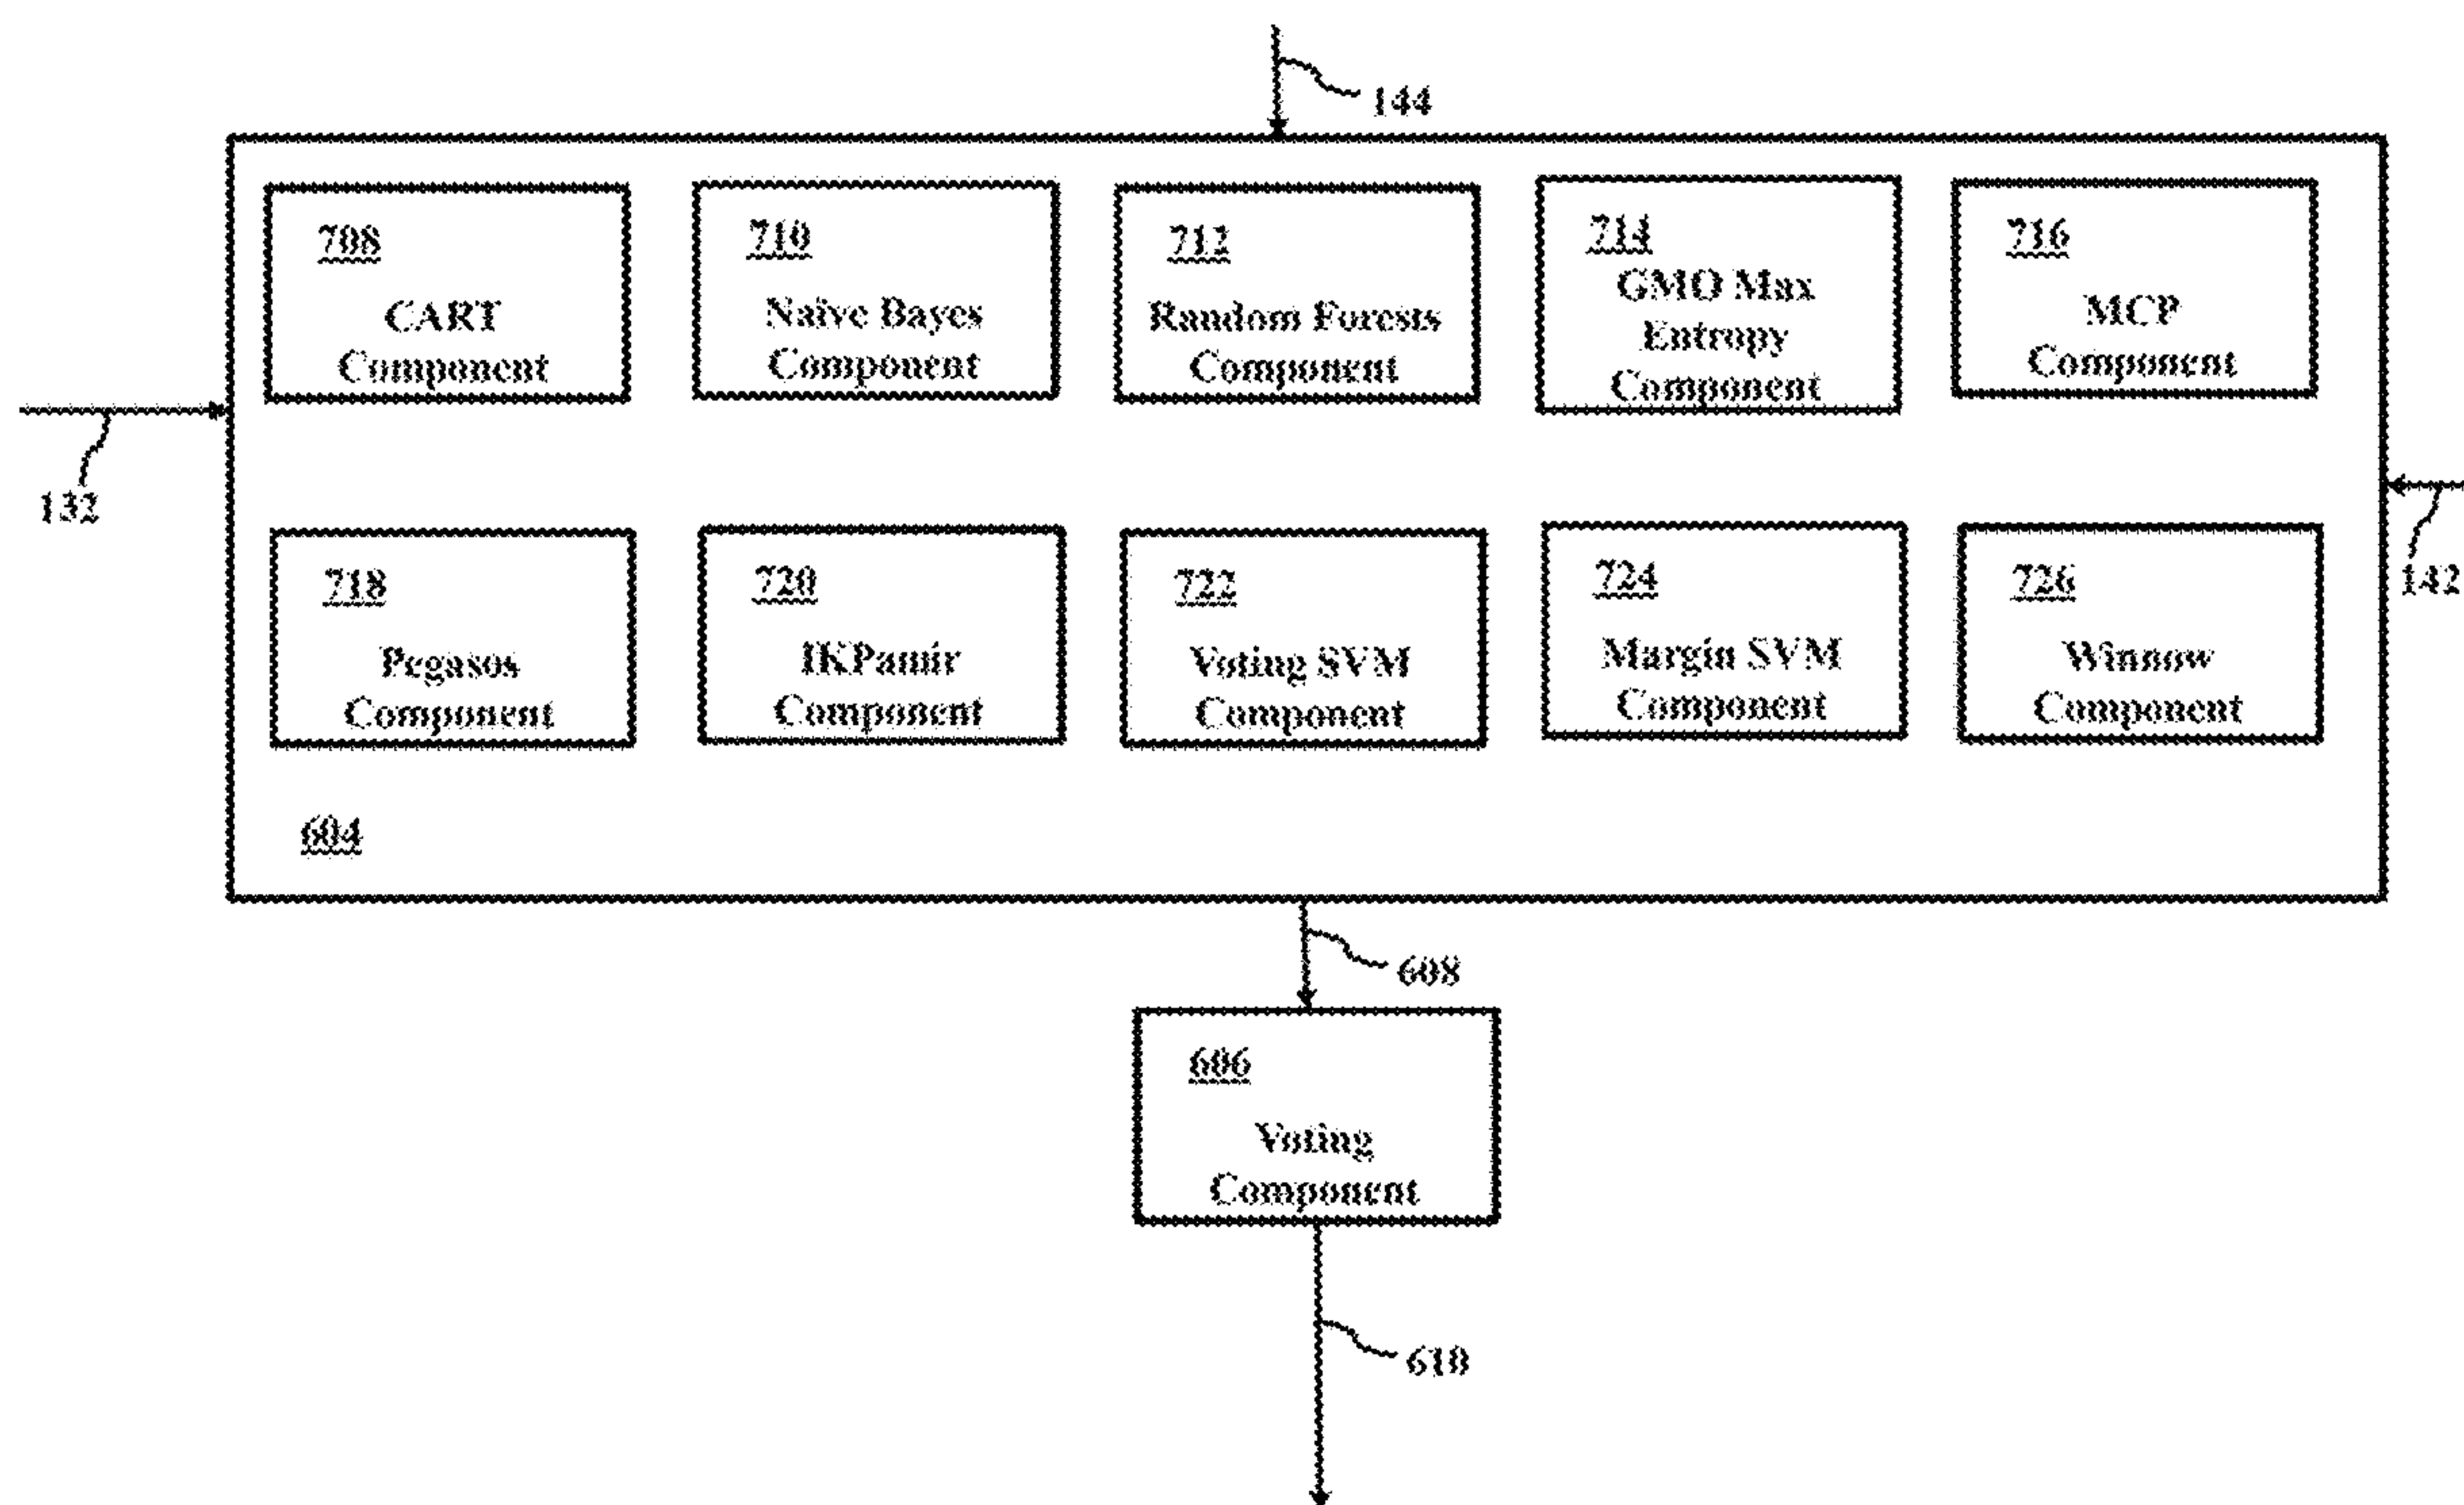 144
708
CART
Component
710
Naïve Bayes
Component
712
Random Forests
Component
714
GMO Max
Entropy
Component
716
MCP
Component
132
142
718
Pegasos
Component
720
IKPamir
Component
722
Voting SVM
Component
724
Margin SVM
Component
726
Winnow
Component
604
608
606
Voting
Component
610